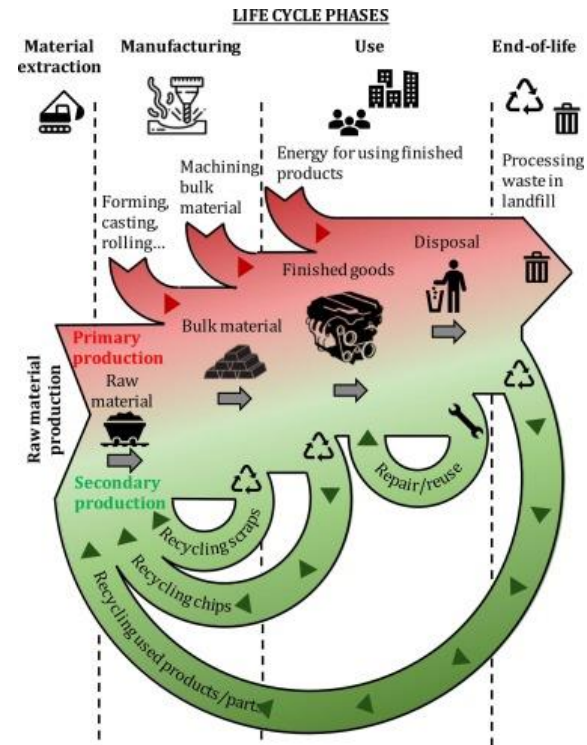 LIFE CYCLE PHASES
Material
extraction
Manufacturing
Use
End-of-life
Forming,
casting,
rolling...
Machining
bulk
material
Energy for using finished
products
Processing
waste in
landfill
Disposal
Finished goods
Bulk material
Primary
production
Raw
material
Raw material
production
Secondary
production
Repair/reuse
Recycling scraps
Recycling chips
Recycling used products/parts